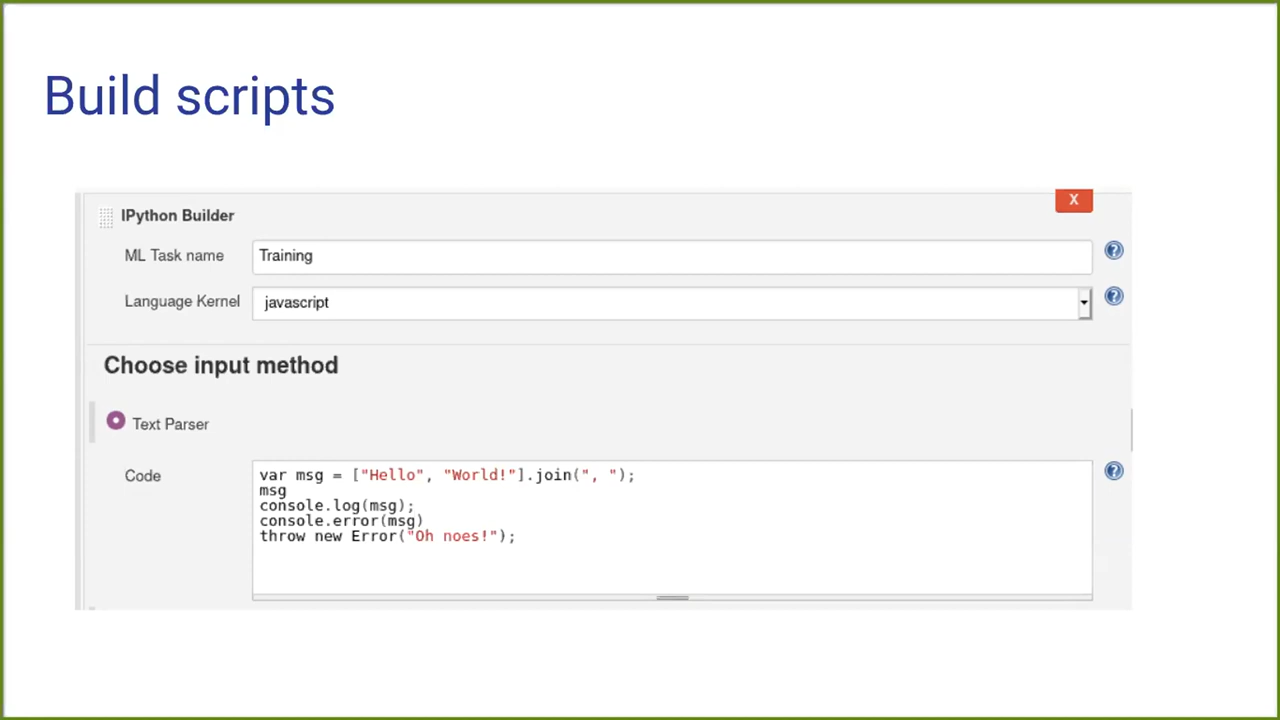 Build scripts
X
IPython Builder
ML Task name
Training
?
Language Kernel
javascript
?
Choose input method
Text Parser
Code
var msg = ["Hello", "World!"].join(", ");
msg
console.log(msg);
console.error(msg)
throw new Error("Oh noes!");
?